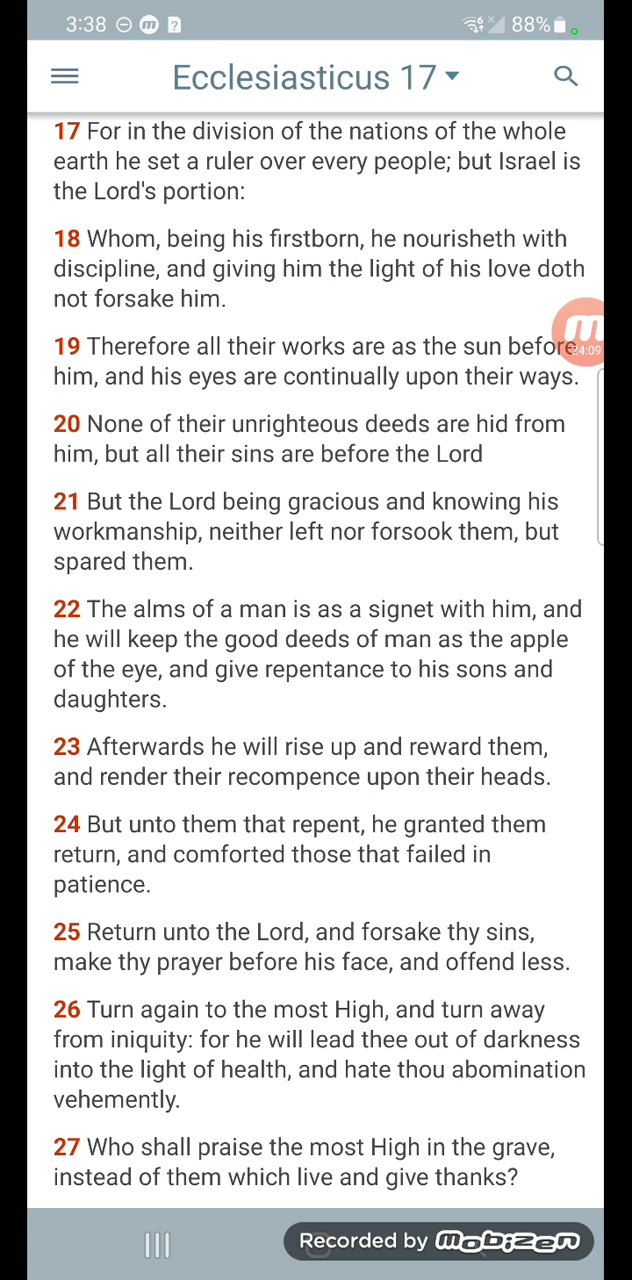 3:38 88%
Ecclesiasticus 17
17 For in the division of the nations of the whole
earth he set a ruler over every people; but Israel is
the Lord's portion:
18 Whom, being his firstborn, he nourisheth with
discipline, and giving him the light of his love doth
not forsake him.
19 Therefore all their works are as the sun before
24:09
him, and his eyes are continually upon their ways.
20 None of their unrighteous deeds are hid from
him, but all their sins are before the Lord
21 But the Lord being gracious and knowing his
workmanship, neither left nor forsook them, but
spared them.
22 The alms of a man is as a signet with him, and
he will keep the good deeds of man as the apple
of the eye, and give repentance to his sons and
daughters.
23 Afterwards he will rise up and reward them,
and render their recompence upon their heads.
24 But unto them that repent, he granted them
return, and comforted those that failed in
patience.
25 Return unto the Lord, and forsake thy sins,
make thy prayer before his face, and offend less.
26 Turn again to the most High, and turn away
from iniquity: for he will lead thee out of darkness
into the light of health, and hate thou abomination
vehemently.
27 Who shall praise the most High in the grave,
instead of them which live and give thanks?
Recorded by mobizen